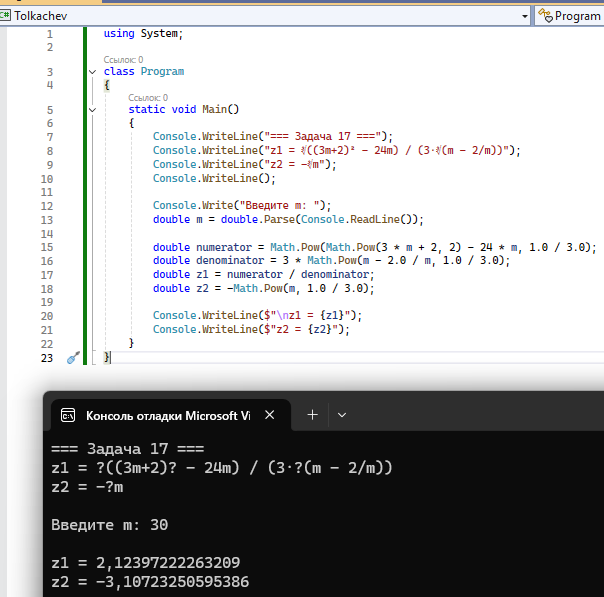 C# Tolkachev
Program
1 using System;
2
Ссылок: 0
3 class Program
4 {
Ссылок: 0
5 static void Main()
6 {
7 Console.WriteLine("=== Задача 17 ===");
8 Console.WriteLine("z1 = ∛((3m+2)² − 24m) / (3·∛(m − 2/m))");
9 Console.WriteLine("z2 = −∛m");
10 Console.WriteLine();
11
12 Console.Write("Введите m: ");
13 double m = double.Parse(Console.ReadLine());
14
15 double numerator = Math.Pow(Math.Pow(3 * m + 2, 2) - 24 * m, 1.0 / 3.0);
16 double denominator = 3 * Math.Pow(m - 2.0 / m, 1.0 / 3.0);
17 double z1 = numerator / denominator;
18 double z2 = -Math.Pow(m, 1.0 / 3.0);
19
20 Console.WriteLine($"\nz1 = {z1}");
21 Console.WriteLine($"z2 = {z2}");
22 }
23 }
Консоль отладки Microsoft Vi
=== Задача 17 ===
z1 = ?((3m+2)? − 24m) / (3·?(m − 2/m))
z2 = −?m
Введите m: 30
z1 = 2,12397222263209
z2 = -3,10723250595386